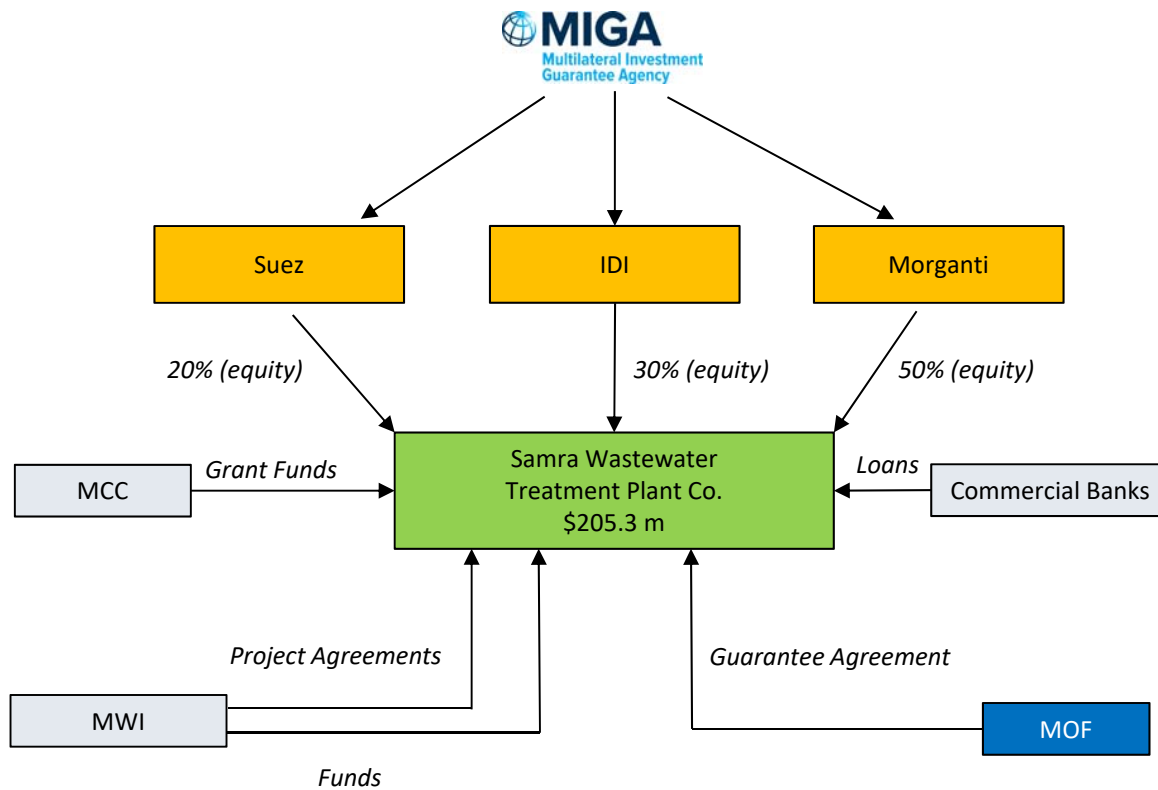 MIGA
Multilateral Investment
Guarantee Agency
Suez
IDI
Morganti
20% (equity)
30% (equity)
50% (equity)
MCC
Grant Funds
Samra Wastewater
Treatment Plant Co.
$205.3 m
Loans
Commercial Banks
Project Agreements
Guarantee Agreement
MWI
MOF
Funds